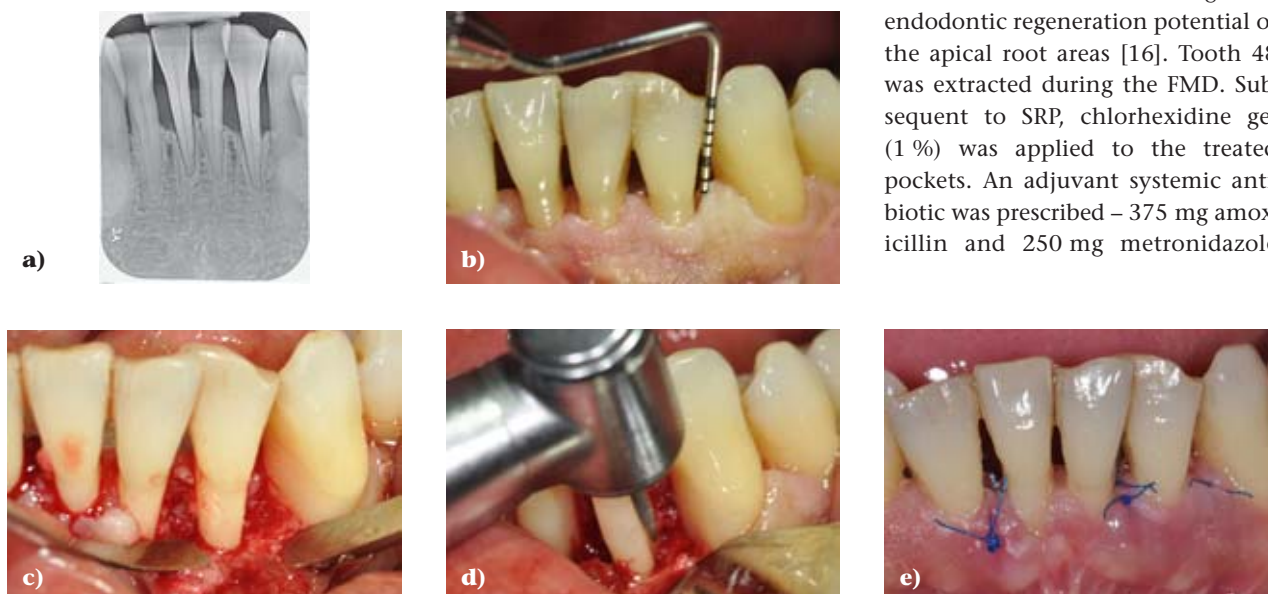 endodontic regeneration potential o
the apical root areas [16]. Tooth 48
was extracted during the FMD. Sub
sequent to SRP, chlorhexidine ge
(1 %) was applied to the treated
pockets. An adjuvant systemic anti
biotic was prescribed – 375 mg amox
icillin and 250 mg metronidazole
a)
b)
c)
d)
e)